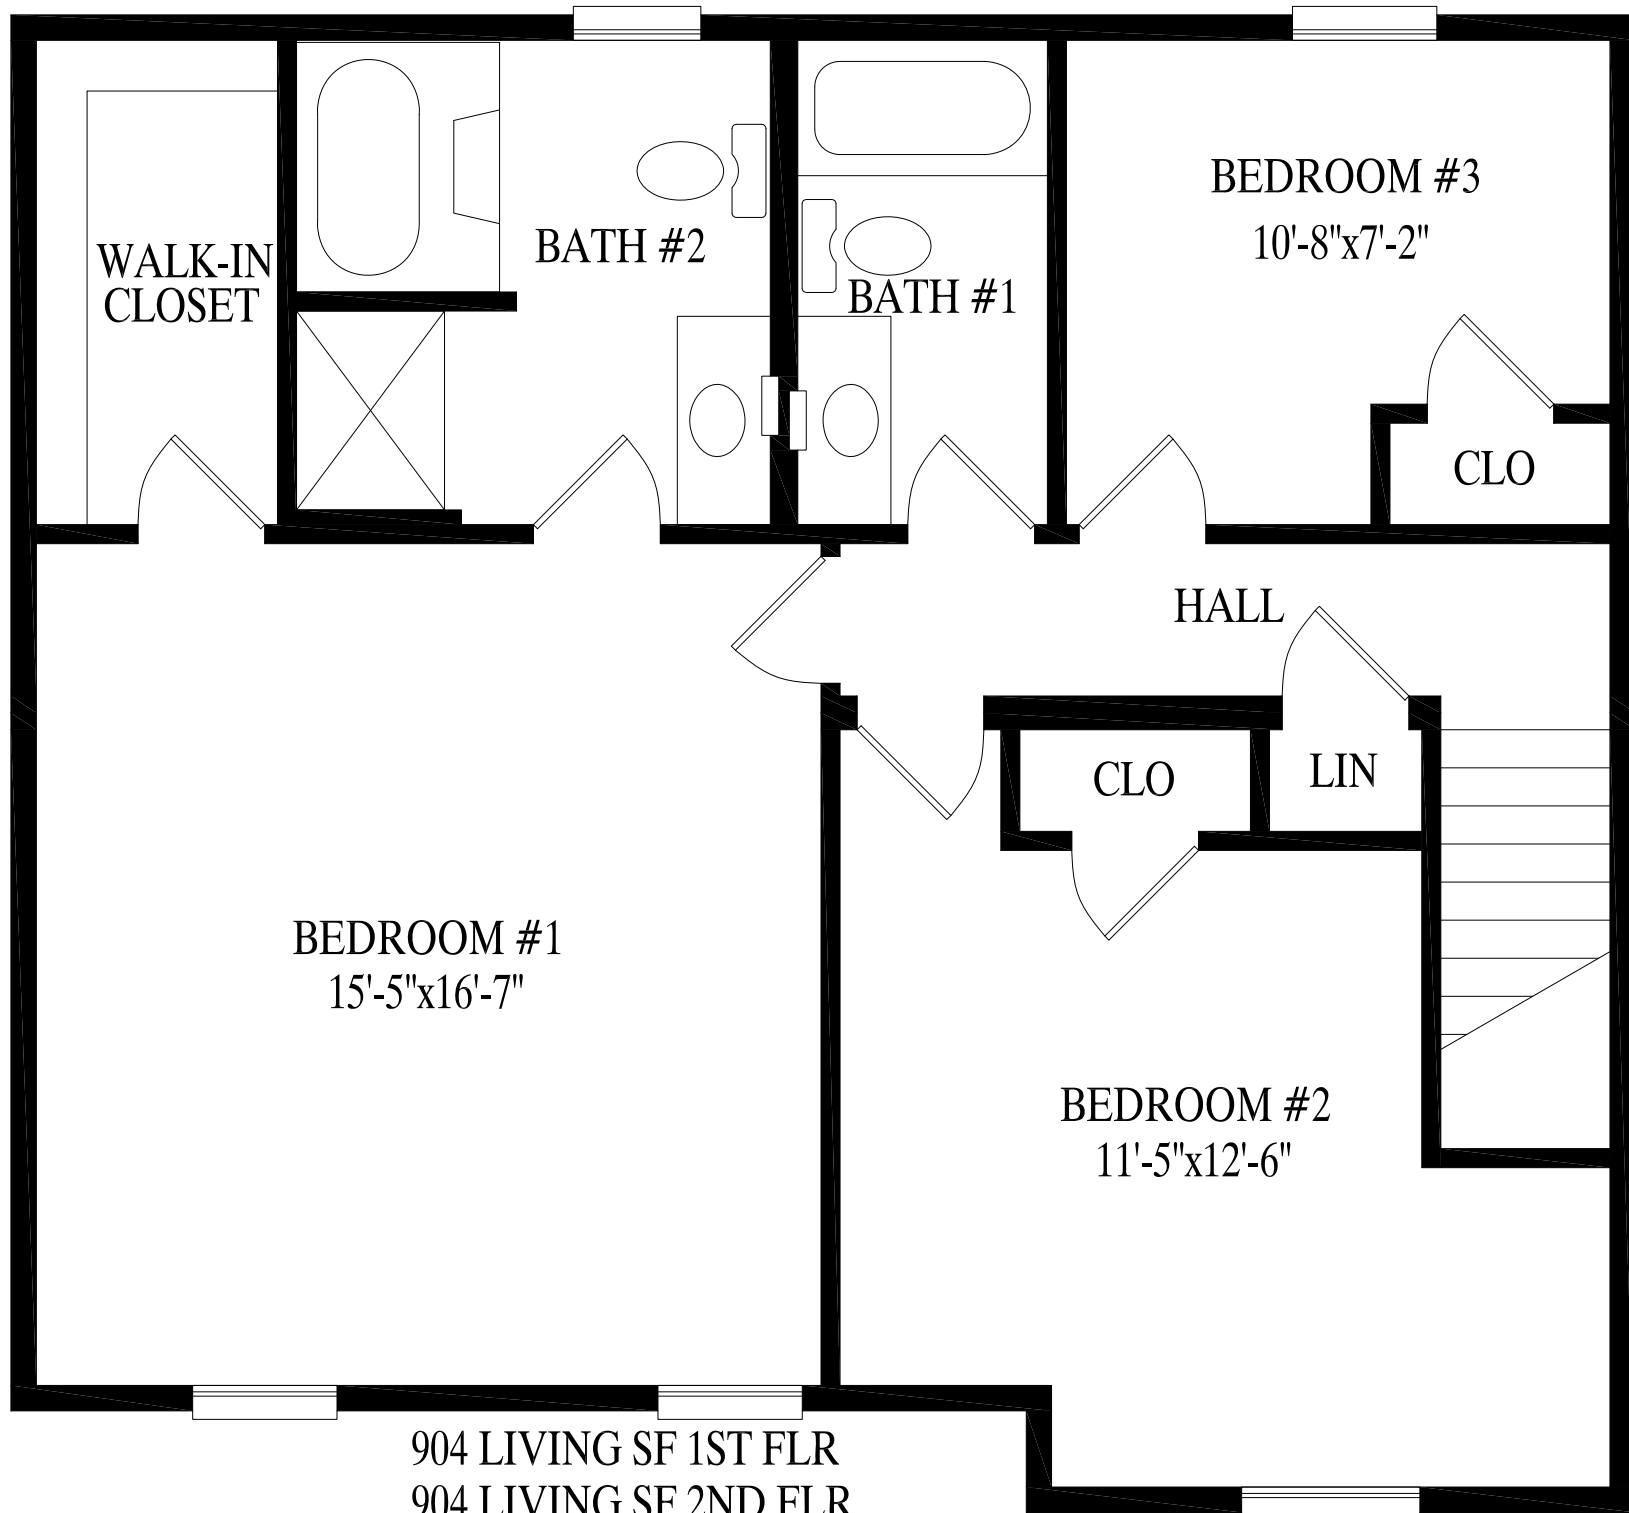 BEDROOM #3
10'-8"x7'-2"
WALK-IN
CLOSET
BATH #2
BATH #1
CLO
HALL
CLO
LIN
BEDROOM #1
15'-5"x16'-7"
BEDROOM #2
11'-5"x12'-6"
904 LIVING SF 1ST FLR
904 LIVING SF 2ND FLR